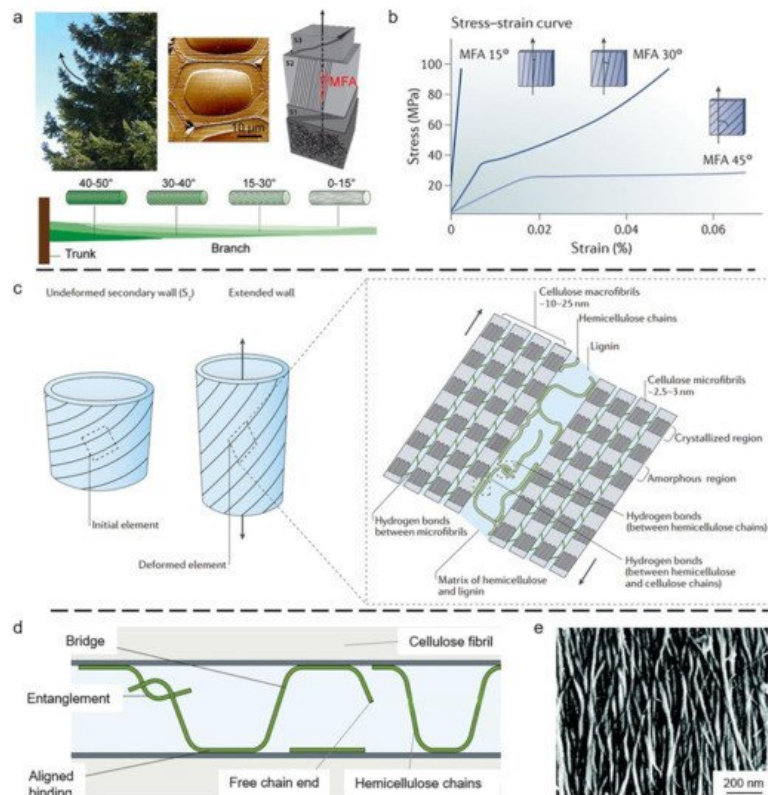 a
S3
S2
MFA
S1
10 μm
40-50°
30-40°
15-30°
0-15°
Trunk
Branch
b
Stress–strain curve
MFA 15°
MFA 30°
MFA 45°
Stress (MPa)
100
80
60
40
20
0
0.02
0.04
0.06
Strain (%)
c
Undeformed secondary wall (S₂)
Extended wall
Initial element
Deformed element
Cellulose macrofibrils
~10–25 nm
Hemicellulose chains
Lignin
Cellulose microfibrils
~2.5–3 nm
Crystallized region
Amorphous region
Hydrogen bonds
between microfibrils
Hydrogen bonds
(between hemicellulose chains)
Hydrogen bonds
(between hemicellulose
and cellulose chains)
Matrix of hemicellulose
and lignin
d
Bridge
Cellulose fibril
Entanglement
Aligned
binding
Free chain end
Hemicellulose chains
e
200 nm